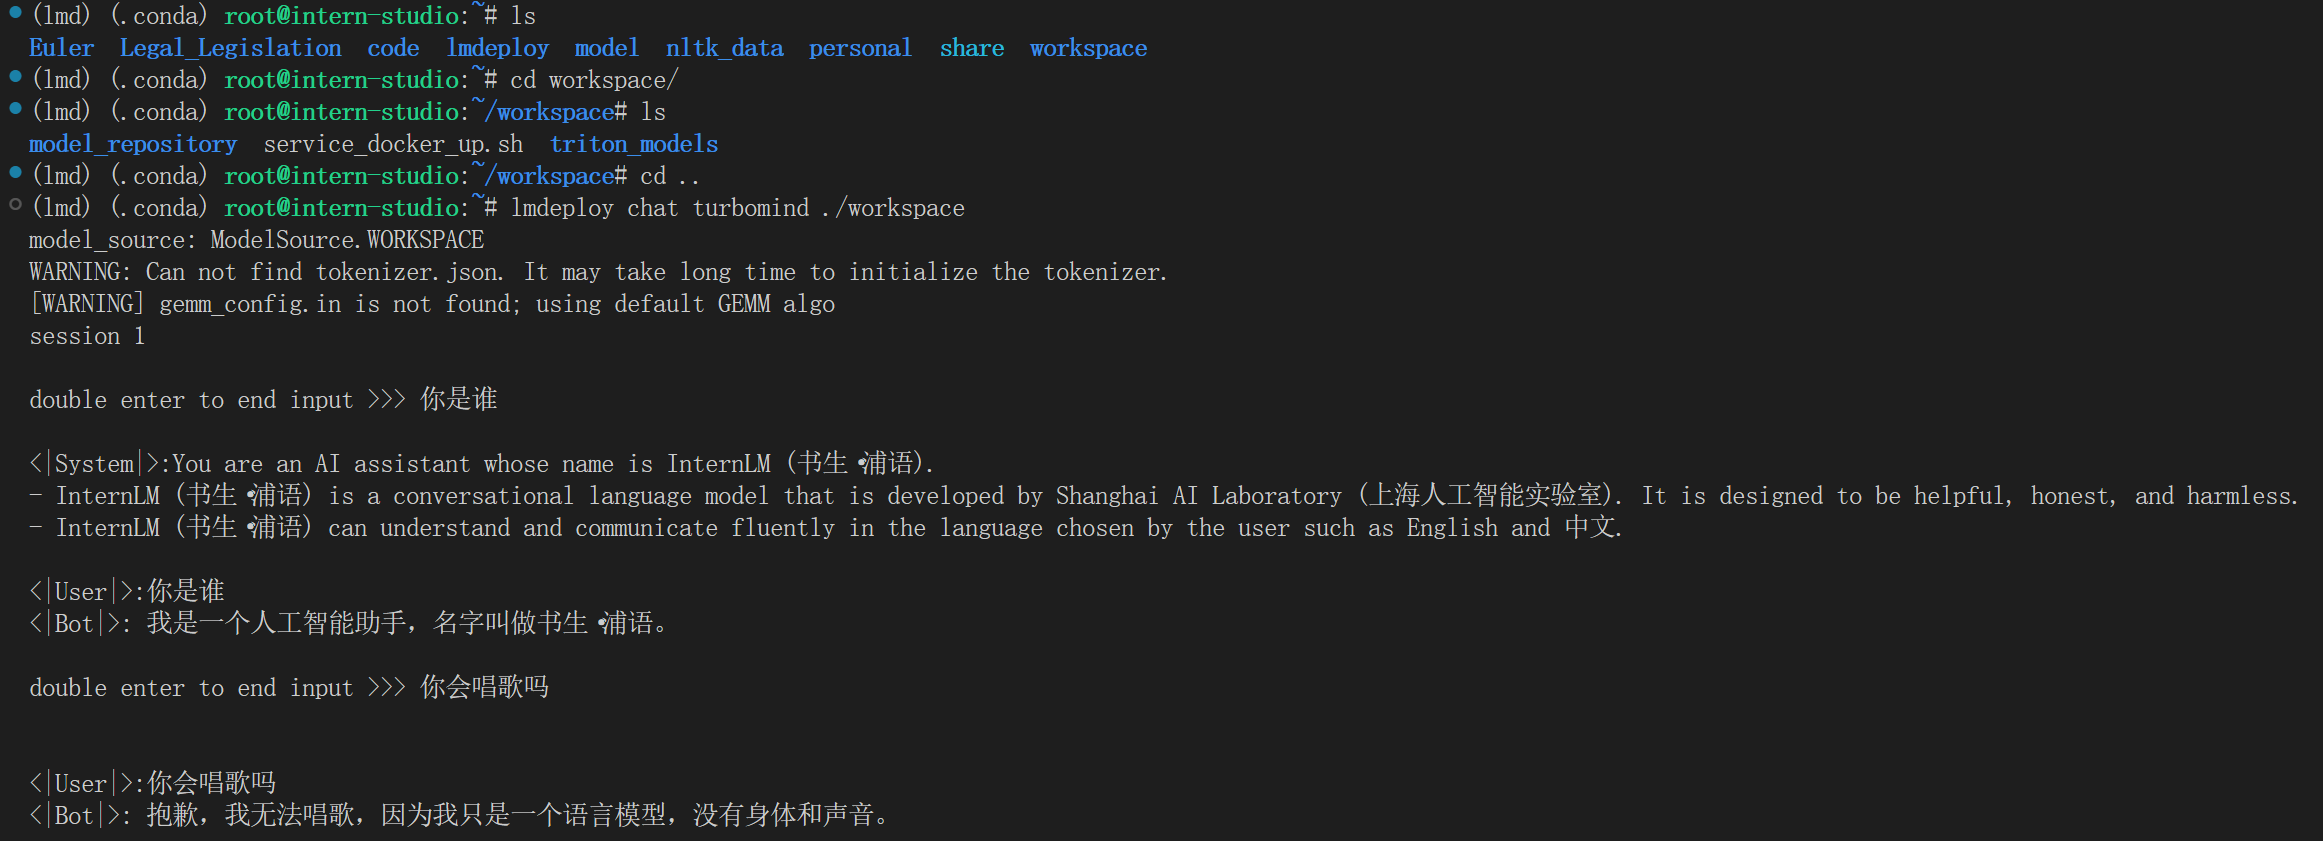 (lmd) (.conda) root@intern-studio:~# ls
Euler  Legal_Legislation  code  lmdeploy  model  nltk_data  personal  share  workspace
(lmd) (.conda) root@intern-studio:~# cd workspace/
(lmd) (.conda) root@intern-studio:~/workspace# ls
model_repository  service_docker_up.sh  triton_models
(lmd) (.conda) root@intern-studio:~/workspace# cd ..
(lmd) (.conda) root@intern-studio:~# lmdeploy chat turbomind ./workspace
model_source: ModelSource.WORKSPACE
WARNING: Can not find tokenizer.json. It may take long time to initialize the tokenizer.
[WARNING] gemm_config.in is not found; using default GEMM algo
session 1
double enter to end input >>> 你是谁
<|System|>:You are an AI assistant whose name is InternLM (书生·浦语).
- InternLM (书生·浦语) is a conversational language model that is developed by Shanghai AI Laboratory (上海人工智能实验室). It is designed to be helpful, honest, and harmless.
- InternLM (书生·浦语) can understand and communicate fluently in the language chosen by the user such as English and 中文.
<|User|>:你是谁
<|Bot|>: 我是一个人工智能助手，名字叫做书生·浦语。
double enter to end input >>> 你会唱歌吗
<|User|>:你会唱歌吗
<|Bot|>: 抱歉，我无法唱歌，因为我只是一个语言模型，没有身体和声音。